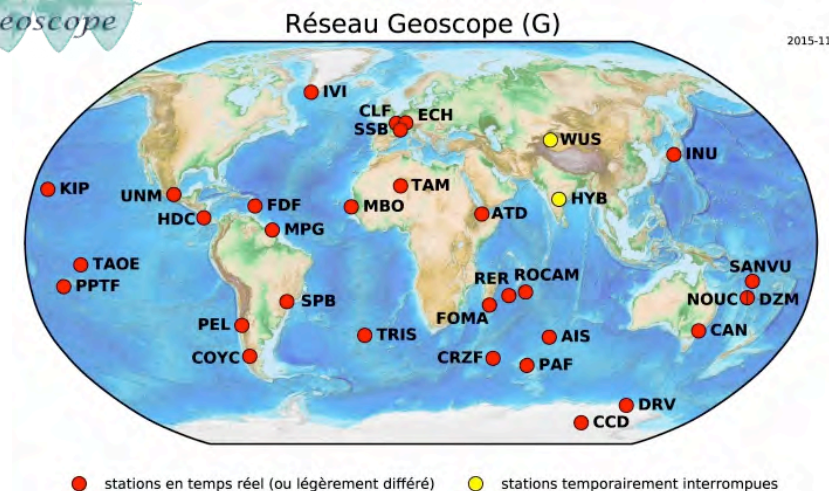 eoscope
Réseau Geoscope (G)
2015-11
IVI
CLF ECH
SSB
WUS
INU
KIP
UNM
TAM
HYB
FDF
MBO
HDC
ATD
MPG
TAOE
SANVU
RER ROCAM
PPTF
NOUC DZM
SPB
FOMA
PEL
TRIS
AIS
CAN
COYC
CRZF
PAF
DRV
CCD
stations en temps réel (ou légèrement différé)
stations temporairement interrompues